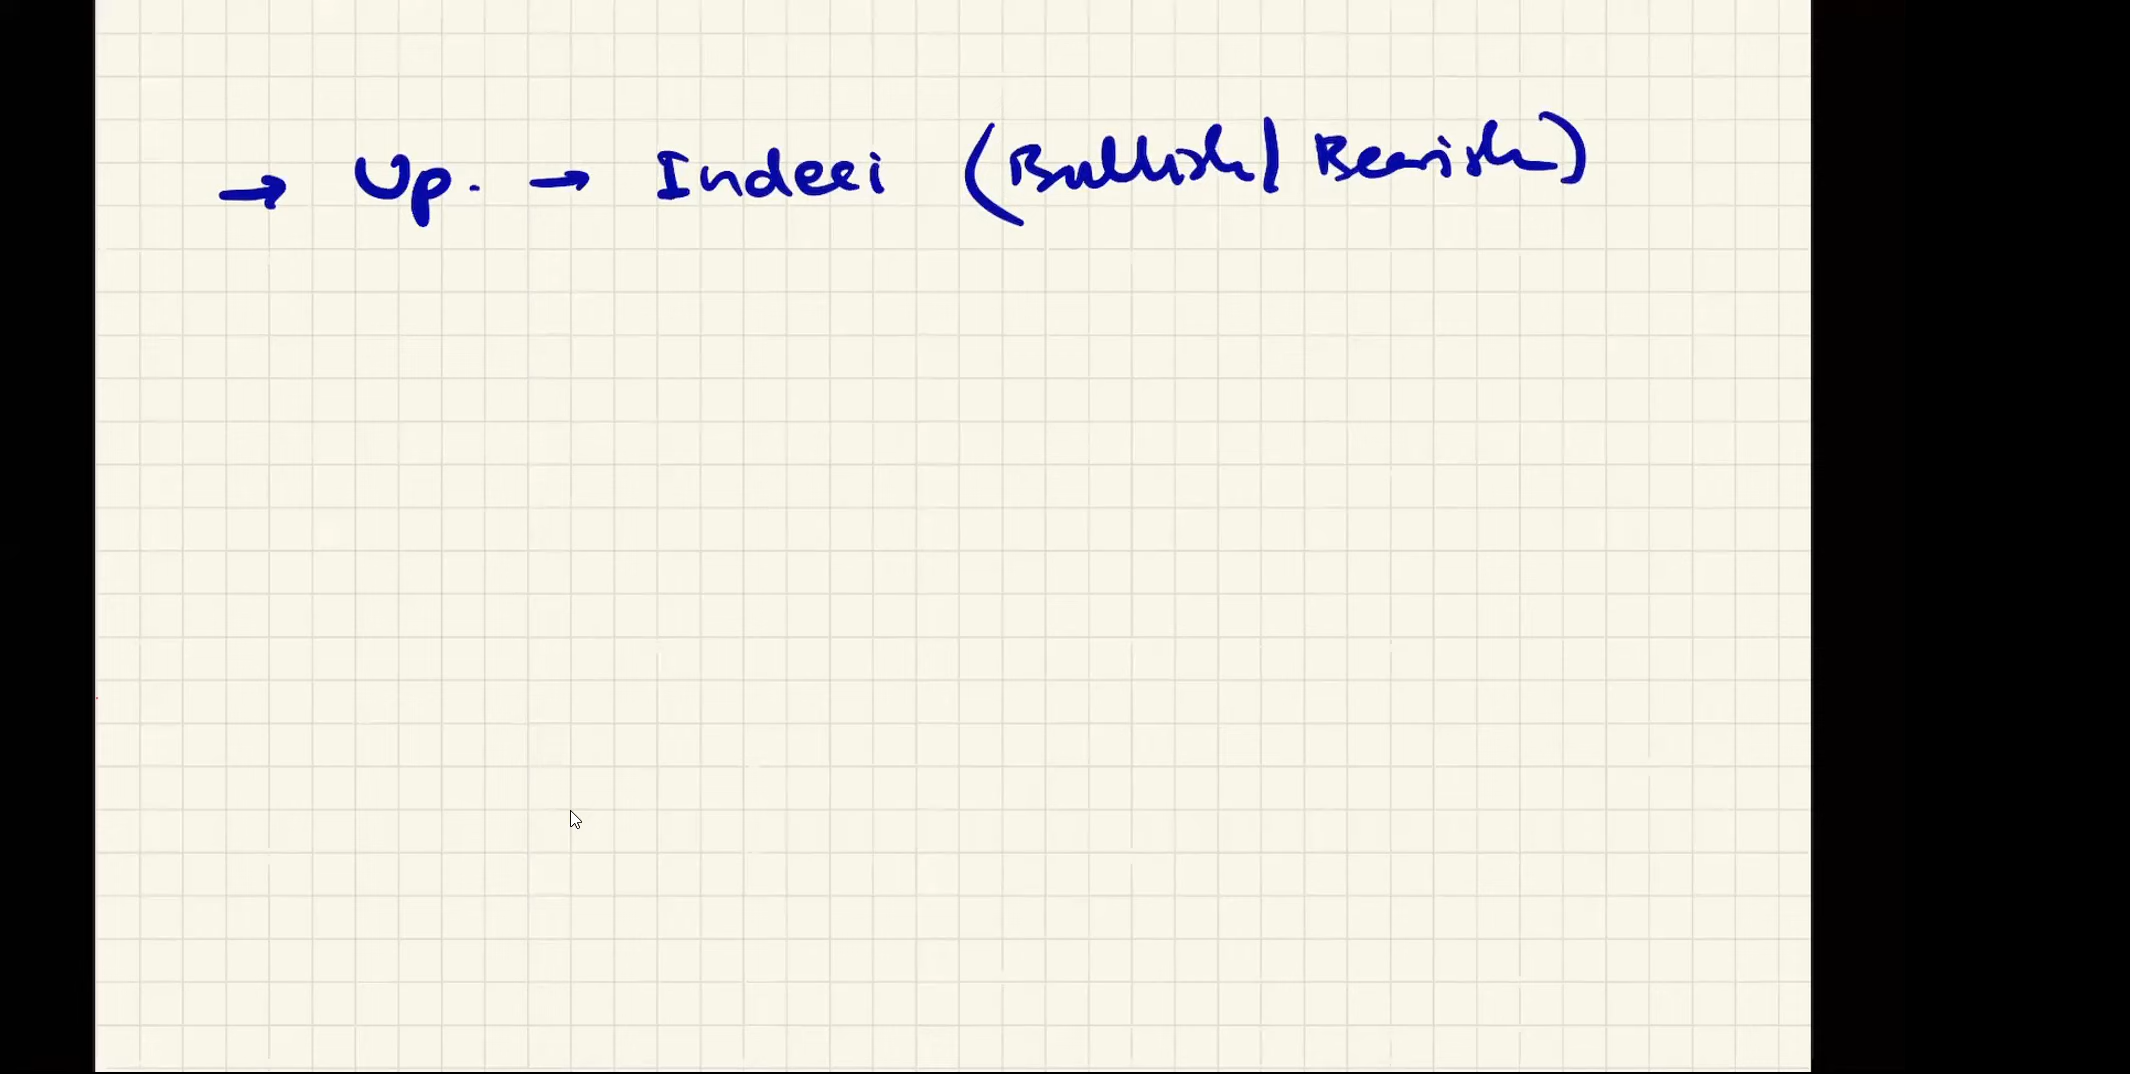 → Up. → Indeci (Bullish | Bearish)